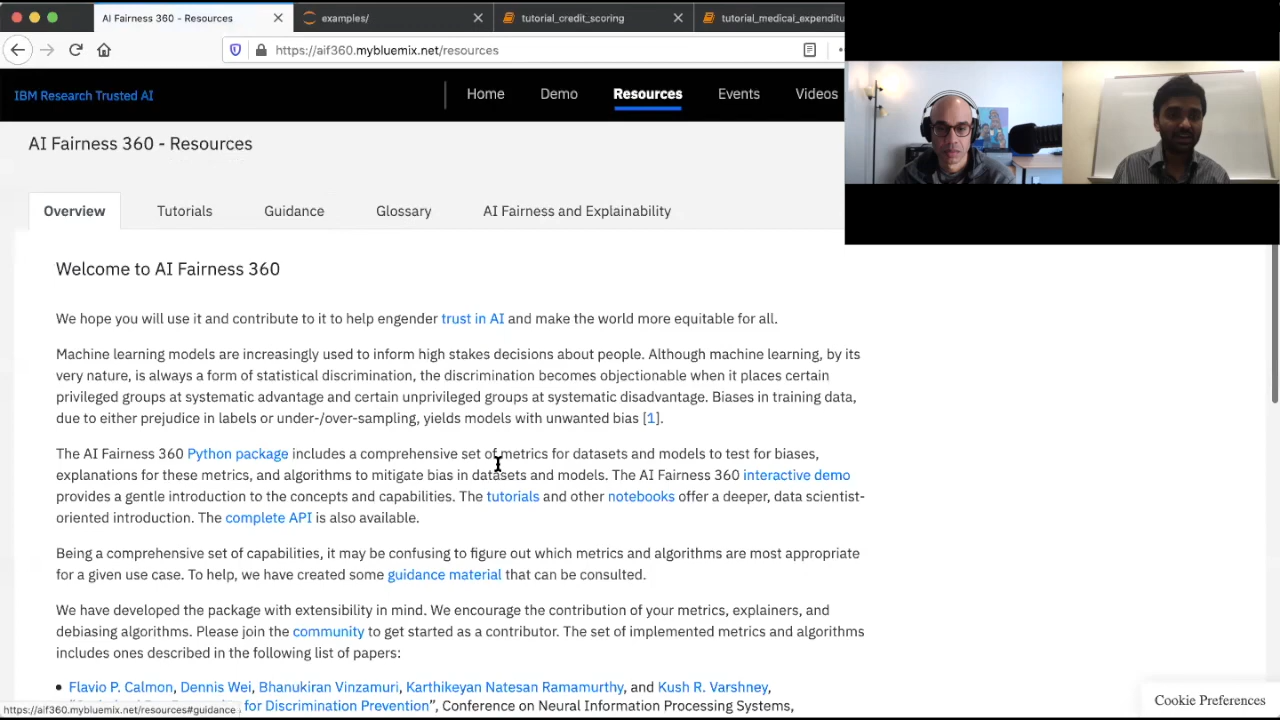 AI Fairness 360 - Resources
examples/
tutorial_credit_scoring
tutorial_medical_expenditu
https://aif360.mybluemix.net/resources
IBM Research Trusted AI
Home
Demo
Resources
Events
Videos
AI Fairness 360 - Resources
Overview
Tutorials
Guidance
Glossary
AI Fairness and Explainability
Welcome to AI Fairness 360
We hope you will use it and contribute to it to help engender trust in AI and make the world more equitable for all.
Machine learning models are increasingly used to inform high stakes decisions about people. Although machine learning, by its
very nature, is always a form of statistical discrimination, the discrimination becomes objectionable when it places certain
privileged groups at systematic advantage and certain unprivileged groups at systematic disadvantage. Biases in training data,
due to either prejudice in labels or under-/over-sampling, yields models with unwanted bias [1].
The AI Fairness 360 Python package includes a comprehensive set of metrics for datasets and models to test for biases,
explanations for these metrics, and algorithms to mitigate bias in datasets and models. The AI Fairness 360 interactive demo
provides a gentle introduction to the concepts and capabilities. The tutorials and other notebooks offer a deeper, data scientist-
oriented introduction. The complete API is also available.
Being a comprehensive set of capabilities, it may be confusing to figure out which metrics and algorithms are most appropriate
for a given use case. To help, we have created some guidance material that can be consulted.
We have developed the package with extensibility in mind. We encourage the contribution of your metrics, explainers, and
debiasing algorithms. Please join the community to get started as a contributor. The set of implemented metrics and algorithms
includes ones described in the following list of papers:
• Flavio P. Calmon, Dennis Wei, Bhanukiran Vinzamuri, Karthikeyan Natesan Ramamurthy, and Kush R. Varshney,
for Discrimination Prevention", Conference on Neural Information Processing Systems,
https://aif360.mybluemix.net/resources#guidance
Cookie Preferences